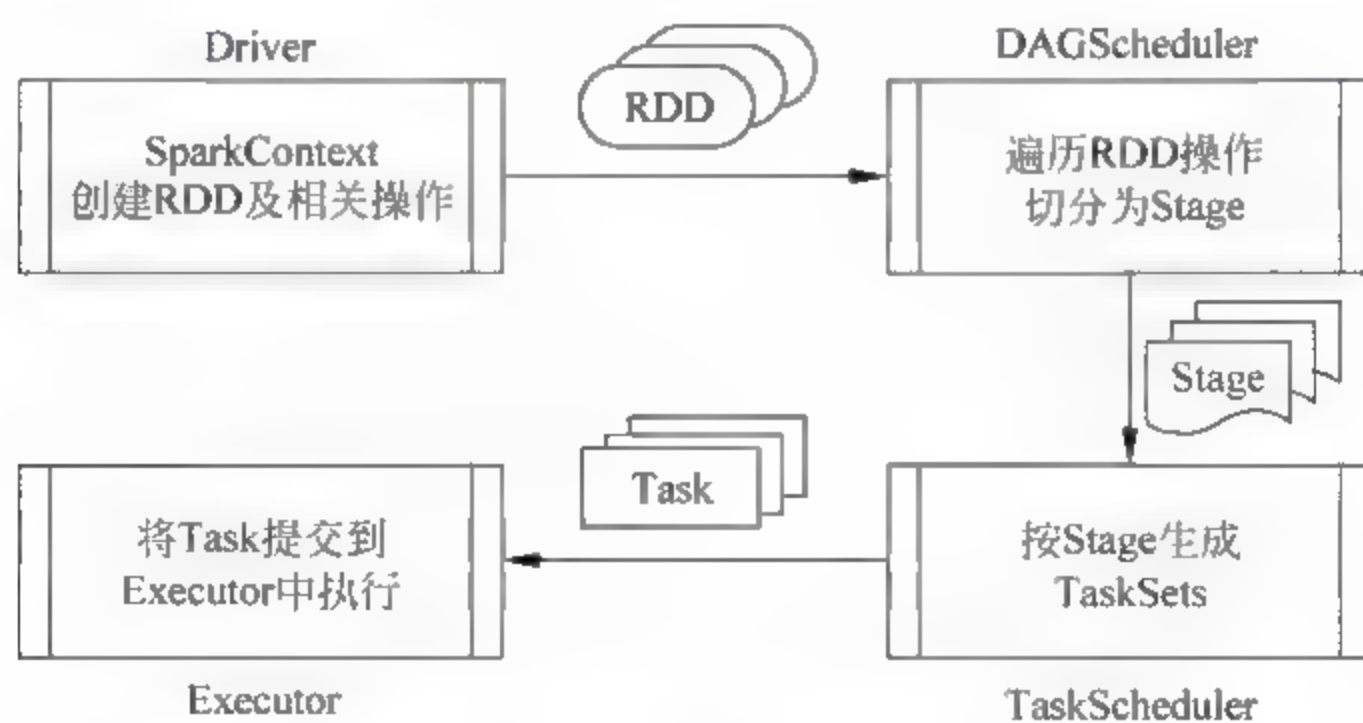 Driver
SparkContext
创建RDD及相关操作
RDD
DAGScheduler
遍历RDD操作
切分为Stage
Stage
按Stage生成
TaskSets
TaskScheduler
Task
将Task提交到
Executor中执行
Executor